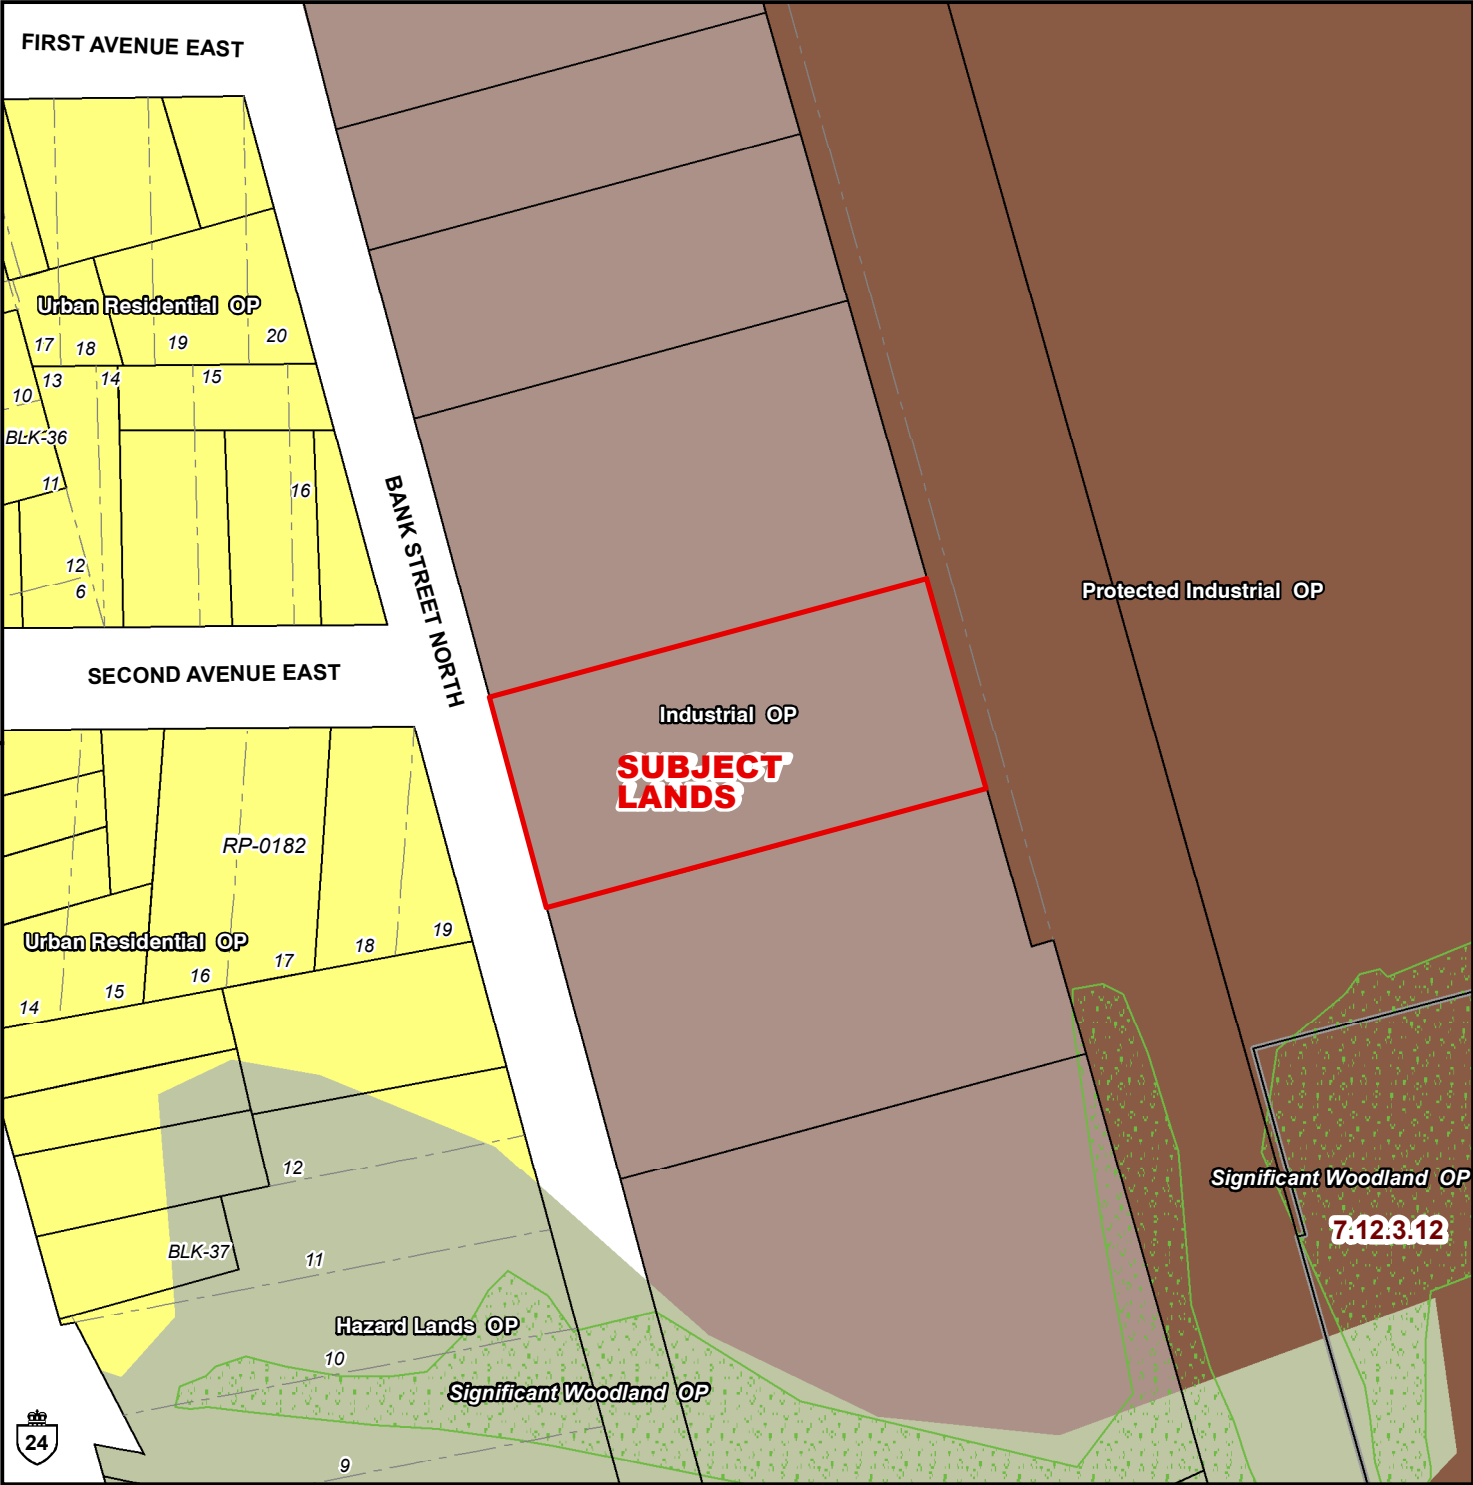 FIRST AVENUE EAST
Urban Residential OP
17
18
19
20
13
14
15
10
BLK-36
11
16
12
6
BANK STREET NORTH
Protected Industrial OP
SECOND AVENUE EAST
Industrial OP
SUBJECT
LANDS
RP-0182
Urban Residential OP
14
15
16
17
18
19
12
BLK-37
11
Significant Woodland OP
7.12.3.12
Hazard Lands OP
10
Significant Woodland OP
24
9